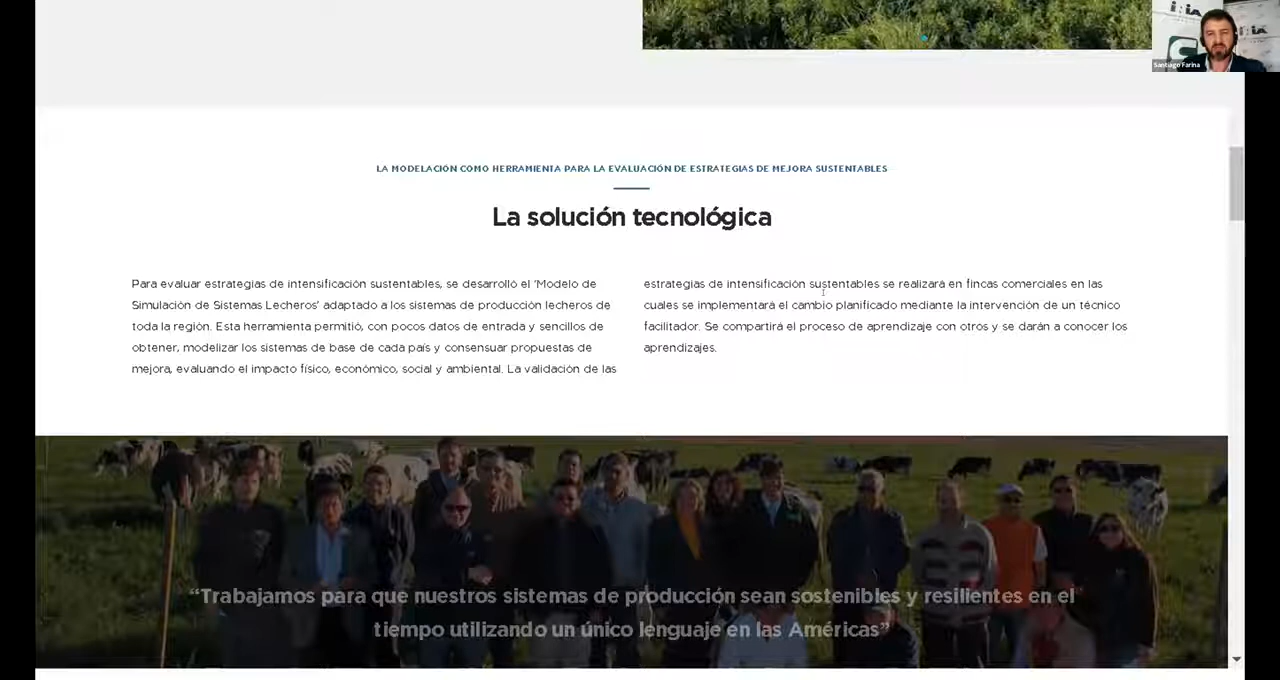 inia
Santiago Farina
LA MODELACIÓN COMO HERRAMIENTA PARA LA EVALUACIÓN DE ESTRATEGIAS DE MEJORA SUSTENTABLES
La solución tecnológica
Para evaluar estrategias de intensificación sustentables, se desarrolló el 'Modelo de
Simulación de Sistemas Lecheros' adaptado a los sistemas de producción lecheros de
toda la región. Esta herramienta permitió, con pocos datos de entrada y sencillos de
obtener, modelizar los sistemas de base de cada país y consensuar propuestas de
mejora, evaluando el impacto físico, económico, social y ambiental. La validación de las
estrategias de intensificación sustentables se realizará en fincas comerciales en las
cuales se implementará el cambio planificado mediante la intervención de un técnico
facilitador. Se compartirá el proceso de aprendizaje con otros y se darán a conocer los
aprendizajes.
“Trabajamos para que nuestros sistemas de producción sean sostenibles y resilientes en el
tiempo utilizando un único lenguaje en las Américas”